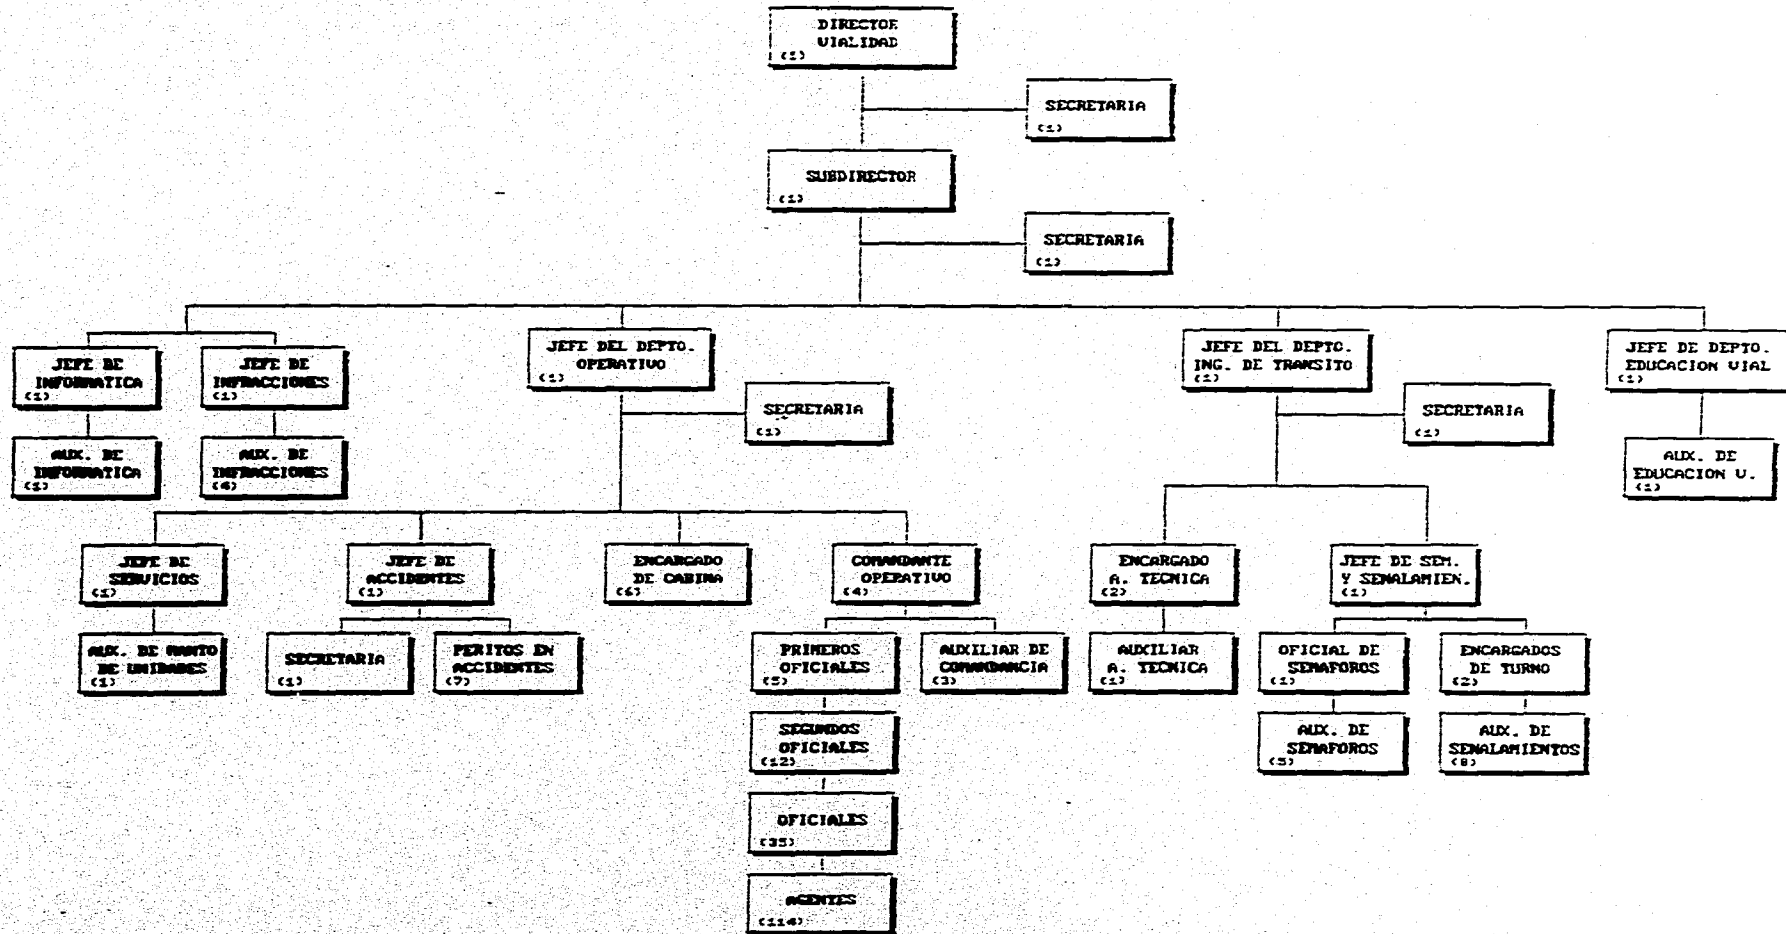 DIRECTOR
VIALIDAD
(1)
SECRETARIA
(1)
SUBDIRECTOR
(1)
SECRETARIA
(1)
JEFE DE
INFORMATICA
(1)
JEFE DE
INFRACCIONES
(1)
JEFE DEL DEPTO.
OPERATIVO
(1)
JEFE DEL DEPTO.
ING. DE TRANSITO
(1)
JEFE DE DEPTO.
EDUCACION VIAL
(1)
SECRETARIA
(1)
SECRETARIA
(1)
AUX. DE
INFORMATICA
(1)
AUX. DE
INFRACCIONES
AUX. DE
EDUCACION V.
(1)
JEFE DE
SERVICIOS
(1)
JEFE DE
ACCIDENTES
(1)
ENCARGADO
DE CABINA
(6)
COMANDANTE
OPERATIVO
(4)
ENCARGADO
A. TECNICA
(2)
JEFE DE SEM.
Y SENALAMIEN.
(1)
AUX. DE MANTO
DE UNIDADES
(1)
SECRETARIA
(1)
PERITOS EN
ACCIDENTES
(7)
PRIMEROS
OFICIALES
(5)
AUXILIAR DE
COMANDANCIA
(3)
AUXILIAR
A. TECNICA
(1)
OFICIAL DE
SEMAFOROS
(1)
ENCARGADOS
DE TURNO
(2)
SEGUNDOS
OFICIALES
(12)
AUX. DE
SEMAFOROS
(5)
AUX. DE
SENALAMIENTOS
(8)
OFICIALES
(35)
AGENTES
(114)